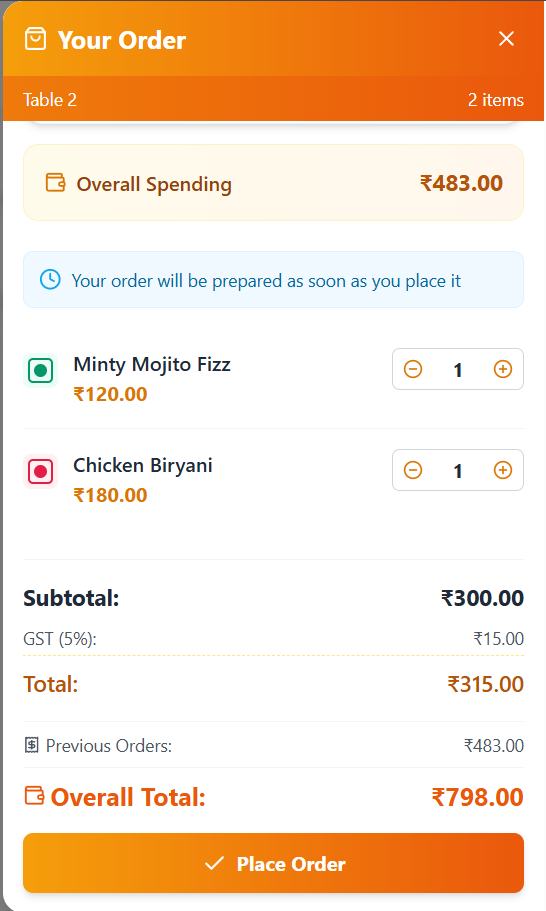 Your Order
Table 2 2 items
Overall Spending ₹483.00
Your order will be prepared as soon as you place it
Minty Mojito Fizz
₹120.00
1
Chicken Biryani
₹180.00
1
Subtotal: ₹300.00
GST (5%): ₹15.00
Total: ₹315.00
Previous Orders: ₹483.00
Overall Total: ₹798.00
Place Order